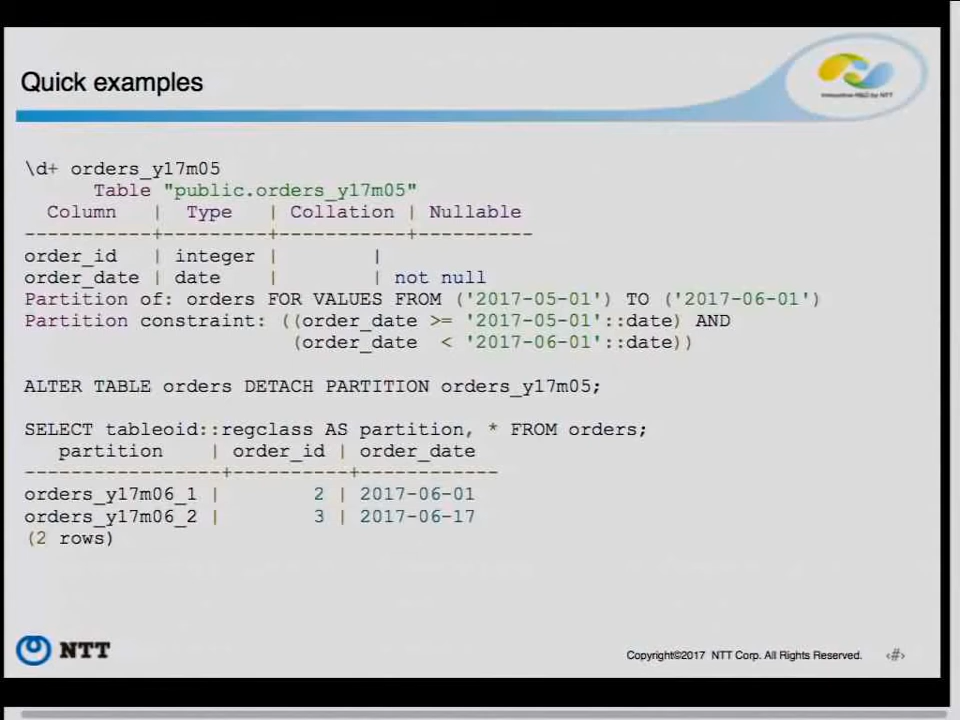 Quick examples
Innovative R&D by NTT
\d+ orders_y17m05
      Table "public.orders_y17m05"
  Column   |  Type   | Collation | Nullable
-----------+---------+-----------+----------
order_id   | integer |         |
order_date | date    |         | not null
Partition of: orders FOR VALUES FROM ('2017-05-01') TO ('2017-06-01')
Partition constraint: ((order_date >= '2017-05-01'::date) AND
                       (order_date  < '2017-06-01'::date))
ALTER TABLE orders DETACH PARTITION orders_y17m05;
SELECT tableoid::regclass AS partition, * FROM orders;
   partition    | order_id | order_date
-----------------+----------+------------
orders_y17m06_1 |        2 | 2017-06-01
orders_y17m06_2 |        3 | 2017-06-17
(2 rows)
NTT
Copyright©2017 NTT Corp. All Rights Reserved.
‹#›